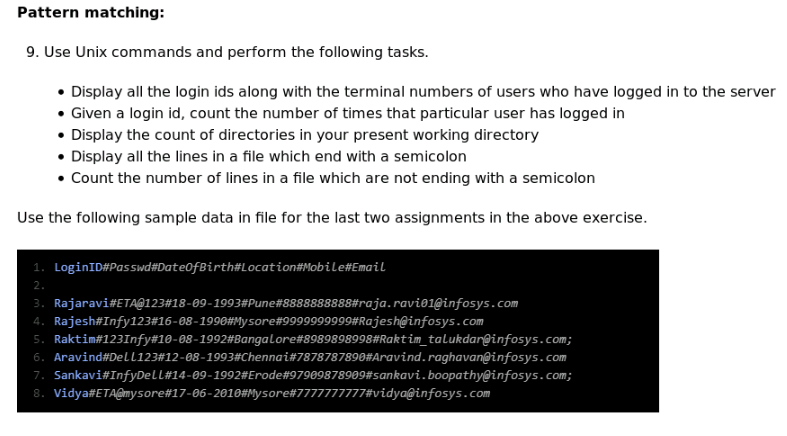 Pattern matching:
9. Use Unix commands and perform the following tasks.
• Display all the login ids along with the terminal numbers of users who have logged in to the server
• Given a login id, count the number of times that particular user has logged in
• Display the count of directories in your present working directory
• Display all the lines in a file which end with a semicolon
• Count the number of lines in a file which are not ending with a semicolon
Use the following sample data in file for the last two assignments in the above exercise.
1. LoginID#Passwd#DateOfBirth#Location#Mobile#Email
2.
3. Rajaravi#ETA@123#18-09-1993#Pune#8888888888#raja.ravi01@infosys.com
4. Rajesh#Infy123#16-08-1990#Mysore#9999999999#Rajesh@infosys.com
5. Raktim#123Infy#10-08-1992#Bangalore#8989898998#Raktim_talukdar@infosys.com;
6. Aravind#Dell123#12-08-1993#Chennai#7878787890#Aravind.raghavan@infosys.com
7. Sankavi#InfyDell#14-09-1992#Erode#97909878909#sankavi.boopathy@infosys.com;
8. Vidya#ETA@mysore#17-06-2010#Mysore#7777777777#vidya@infosys.com